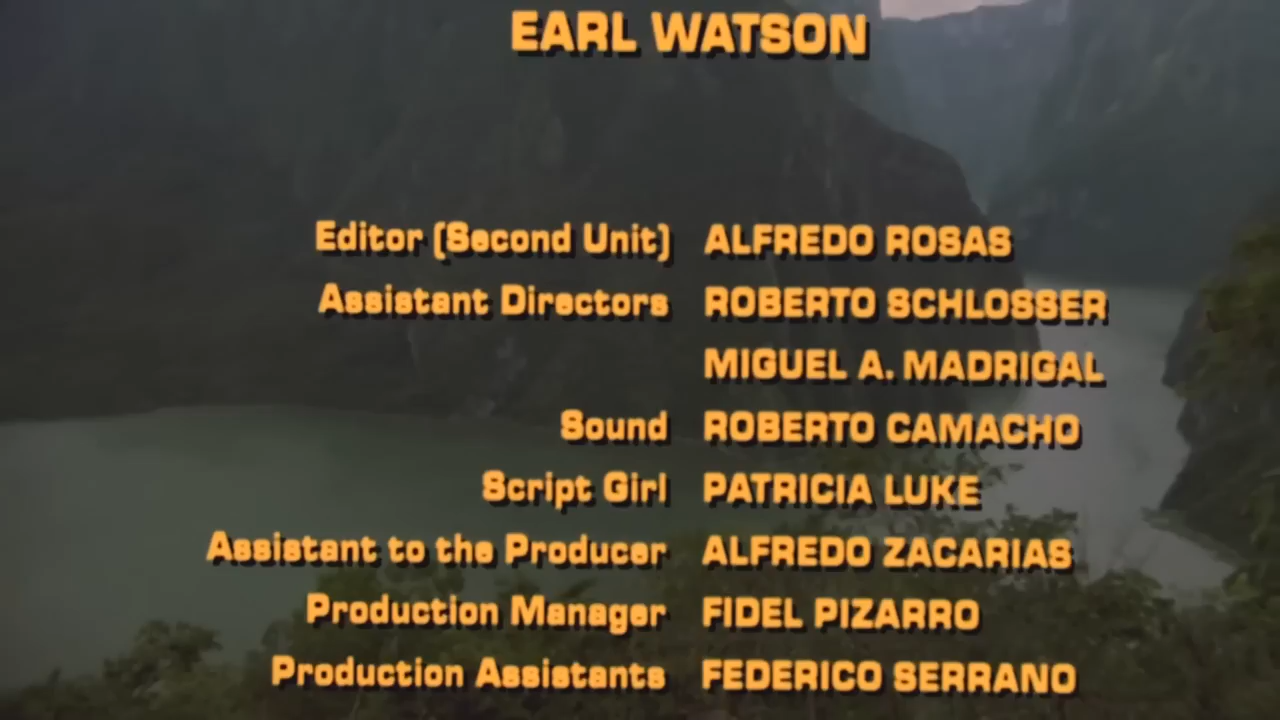 EARL WATSON
Editor (Second Unit) ALFREDO ROSAS
Assistant Directors ROBERTO SCHLOSSER
MIGUEL A. MADRIGAL
Sound ROBERTO CAMACHO
Script Girl PATRICIA LUKE
Assistant to the Producer ALFREDO ZACARIAS
Production Manager FIDEL PIZARRO
Production Assistants FEDERICO SERRANO